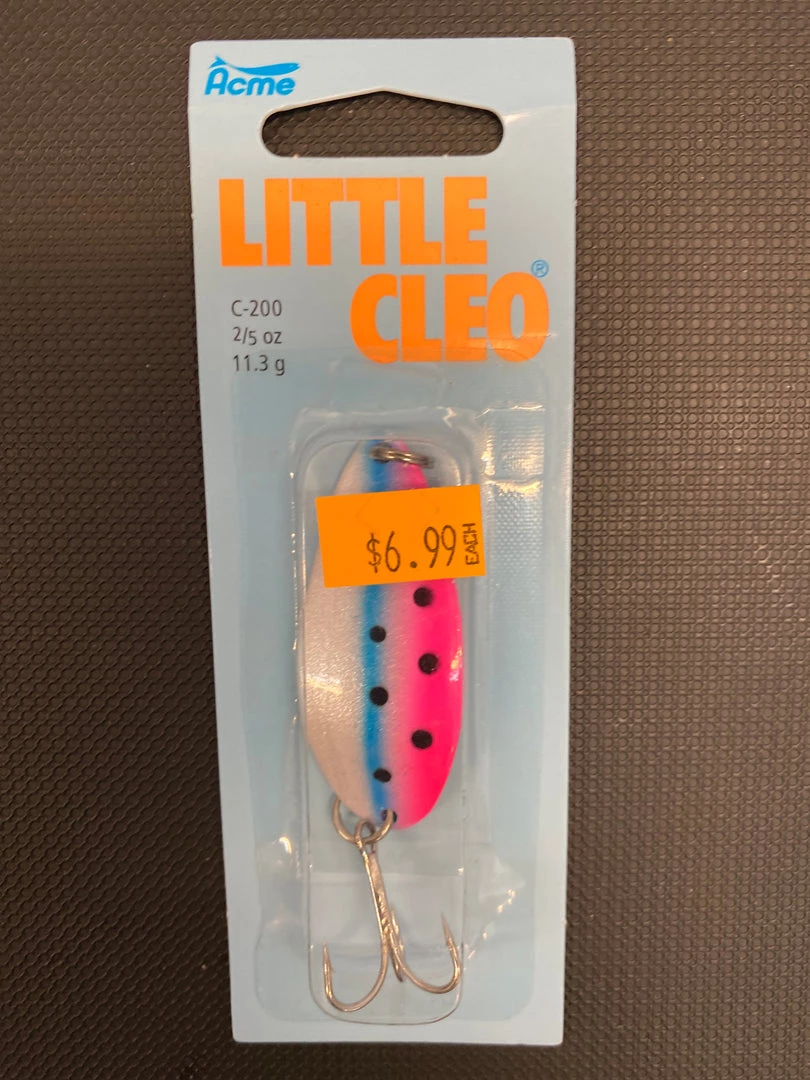 Acme
LITTLE
CLEO®
C-200
2/5 oz
11.3 g
$6.99 EACH